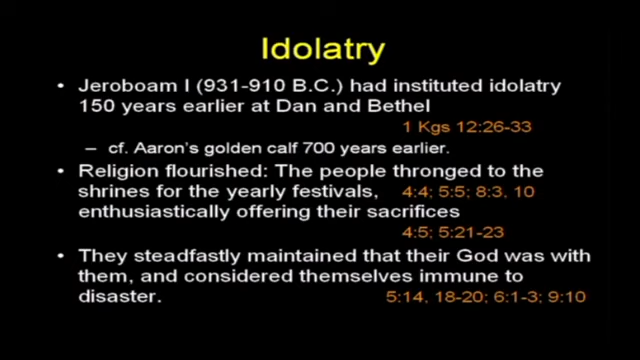 Idolatry
• Jeroboam I (931-910 B.C.) had instituted idolatry
150 years earlier at Dan and Bethel
1 Kgs 12:26-33
– cf. Aaron's golden calf 700 years earlier.
• Religion flourished: The people thronged to the
shrines for the yearly festivals, 4:4; 5:5; 8:3, 10
enthusiastically offering their sacrifices
4:5; 5:21-23
• They steadfastly maintained that their God was with
them, and considered themselves immune to
disaster. 5:14, 18-20; 6:1-3; 9:10